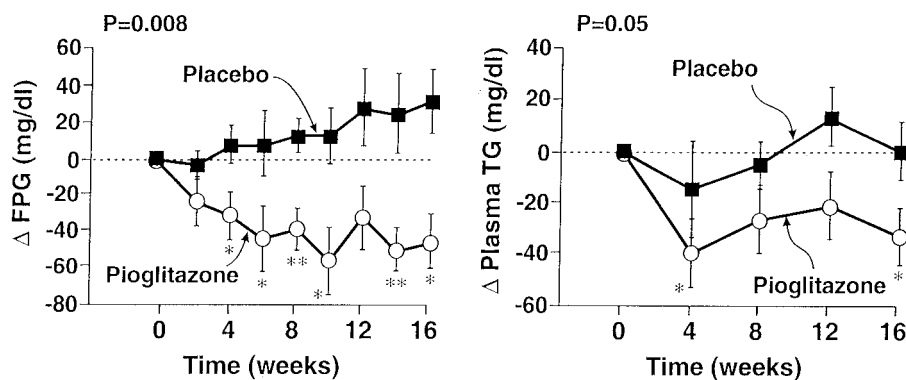 P=0.008
60
40
20
0
-20
-40
-60
-80
Δ FPG (mg/dl)
Placebo
Pioglitazone
*
*
**
*
**
*
0 4 8 12 16
Time (weeks)
P=0.05
40
20
0
-20
-40
-60
Δ Plasma TG (mg/dl)
Placebo
Pioglitazone
*
*
0 4 8 12 16
Time (weeks)